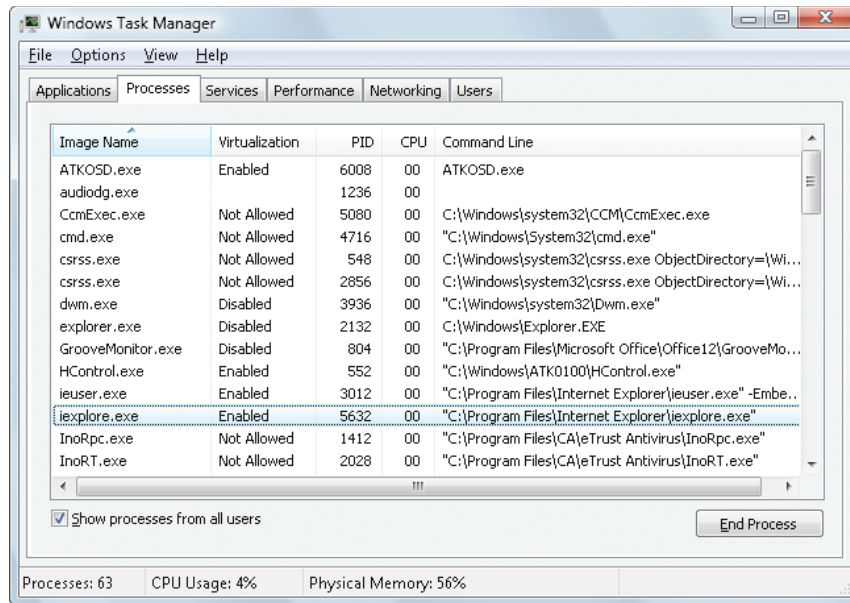 Windows Task Manager
File Options View Help
Applications Processes Services Performance Networking Users
Image Name Virtualization PID CPU Command Line
ATKOSD.exe Enabled 6008 00 ATKOSD.exe
audiodg.exe 1236 00
CcmExec.exe Not Allowed 5080 00 C:\Windows\system32\CCM\CcmExec.exe
cmd.exe Not Allowed 4716 00 "C:\Windows\System32\cmd.exe"
csrss.exe Not Allowed 548 00 C:\Windows\system32\csrss.exe ObjectDirectory=\Wi...
csrss.exe Not Allowed 2856 00 C:\Windows\system32\csrss.exe ObjectDirectory=\Wi...
dwm.exe Disabled 3936 00 "C:\Windows\system32\Dwm.exe"
explorer.exe Disabled 2132 00 C:\Windows\Explorer.EXE
GrooveMonitor.exe Disabled 804 00 "C:\Program Files\Microsoft Office\Office12\GrooveMo...
HControl.exe Enabled 552 00 "C:\Windows\ATK0100\HControl.exe"
ieuser.exe Enabled 3012 00 "C:\Program Files\Internet Explorer\ieuser.exe" -Embe...
iexplore.exe Enabled 5632 00 "C:\Program Files\Internet Explorer\iexplore.exe"
InoRpc.exe Not Allowed 1412 00 "C:\Program Files\CA\eTrust Antivirus\InoRpc.exe"
InoRT.exe Not Allowed 2028 00 "C:\Program Files\CA\eTrust Antivirus\InoRT.exe"
Show processes from all users
End Process
Processes: 63 CPU Usage: 4% Physical Memory: 56%